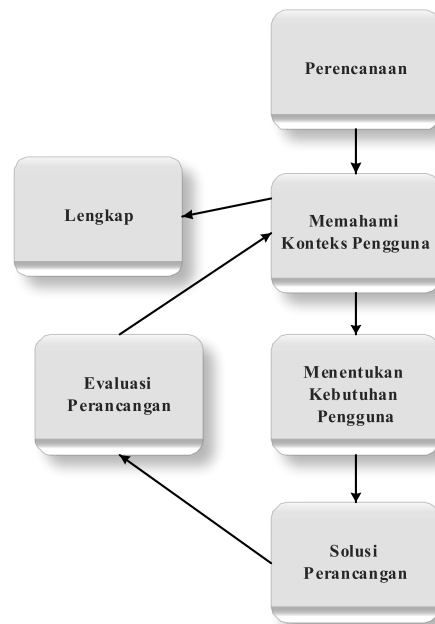 Perencanaan
Lengkap
Memahami
Konteks Pengguna
Evaluasi
Perancangan
Menentukan
Kebutuhan
Pengguna
Solusi
Perancangan